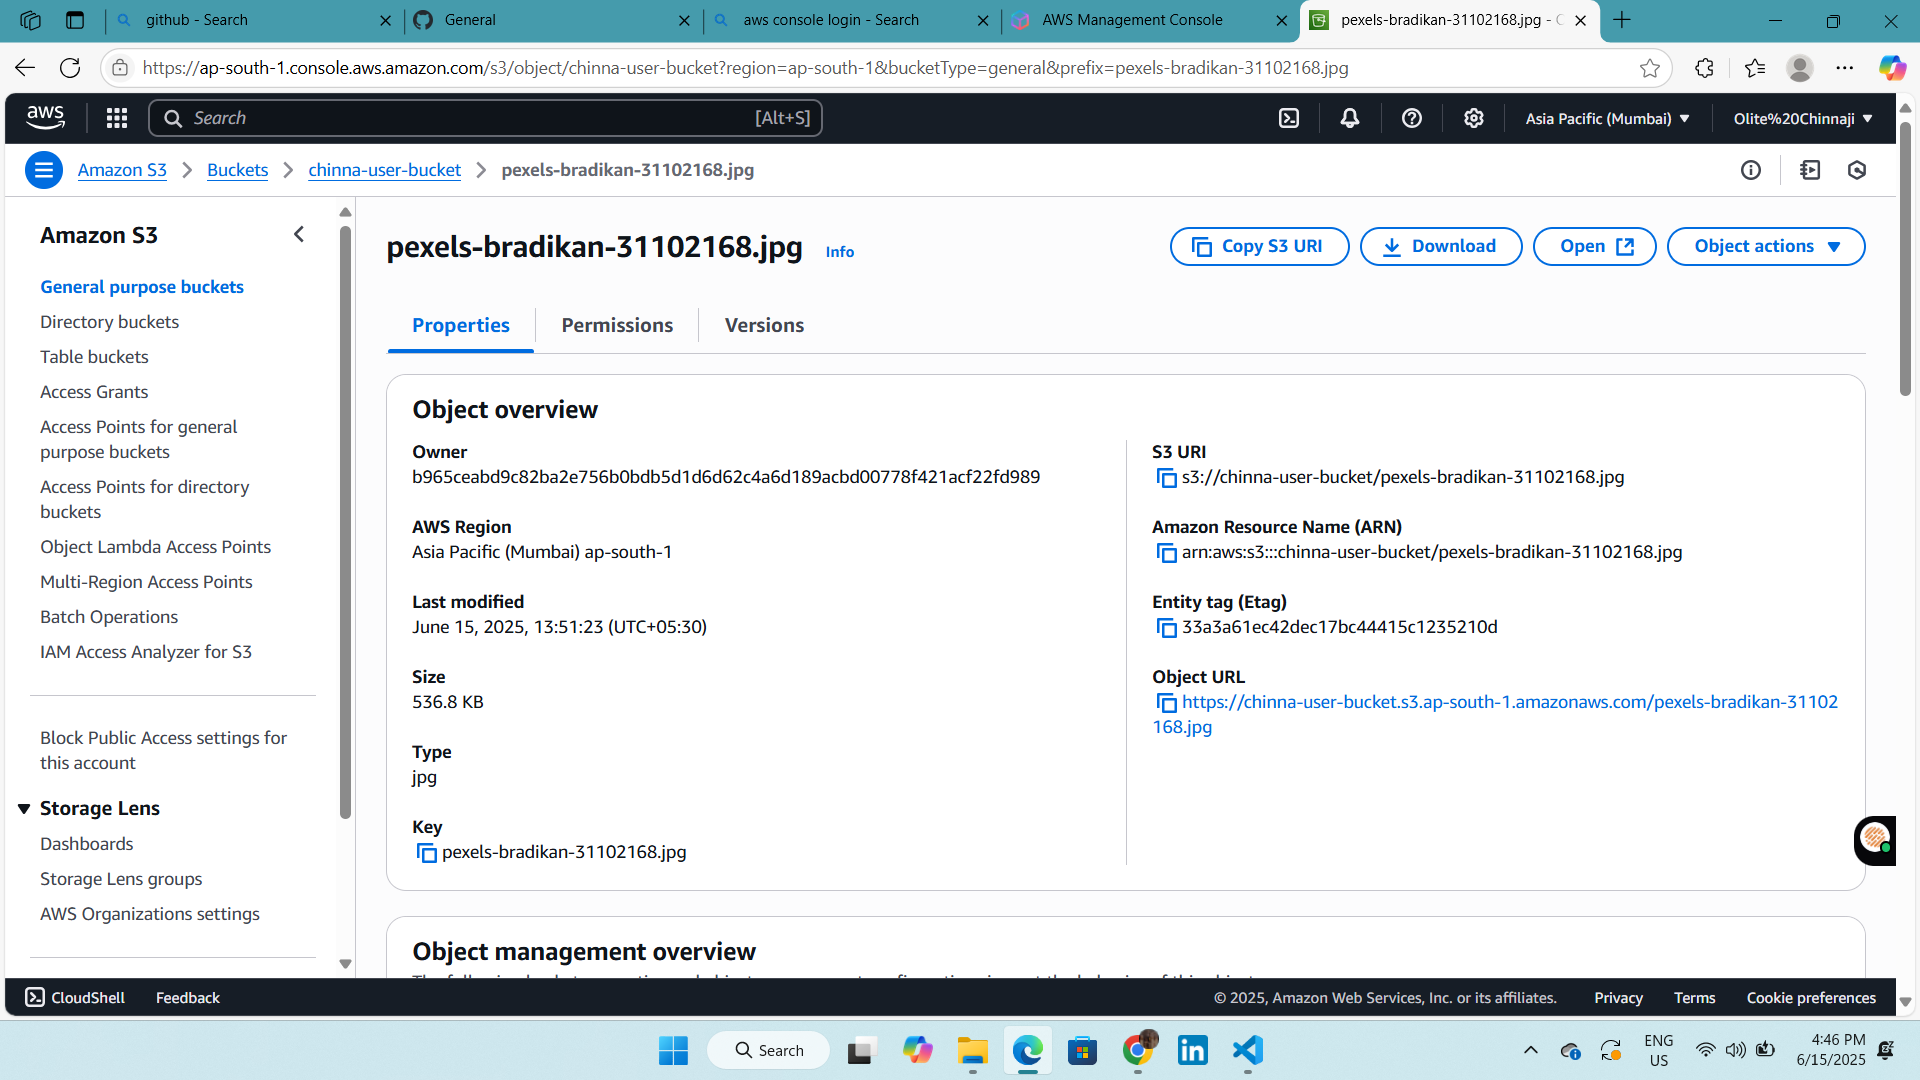 github - Search
General
aws console login - Search
AWS Management Console
pexels-bradikan-31102168.jpg -
https://ap-south-1.console.aws.amazon.com/s3/object/chinna-user-bucket?region=ap-south-1&bucketType=general&prefix=pexels-bradikan-31102168.jpg
aws
Search
[Alt+S]
Asia Pacific (Mumbai)
Olite%20Chinnaji
Amazon S3
Buckets
chinna-user-bucket
pexels-bradikan-31102168.jpg
Amazon S3
General purpose buckets
Directory buckets
Table buckets
Access Grants
Access Points for general
purpose buckets
Access Points for directory
buckets
Object Lambda Access Points
Multi-Region Access Points
Batch Operations
IAM Access Analyzer for S3
Block Public Access settings for
this account
Storage Lens
Dashboards
Storage Lens groups
AWS Organizations settings
pexels-bradikan-31102168.jpg
Info
Copy S3 URI
Download
Open
Object actions
Properties
Permissions
Versions
Object overview
Owner
b965ceabd9c82ba2e756b0bdb5d1d6d62c4a6d189acbd00778f421acf22fd989
AWS Region
Asia Pacific (Mumbai) ap-south-1
Last modified
June 15, 2025, 13:51:23 (UTC+05:30)
Size
536.8 KB
Type
jpg
Key
pexels-bradikan-31102168.jpg
S3 URI
s3://chinna-user-bucket/pexels-bradikan-31102168.jpg
Amazon Resource Name (ARN)
arn:aws:s3:::chinna-user-bucket/pexels-bradikan-31102168.jpg
Entity tag (Etag)
33a3a61ec42dec17bc44415c1235210d
Object URL
https://chinna-user-bucket.s3.ap-south-1.amazonaws.com/pexels-bradikan-31102
168.jpg
Object management overview
CloudShell
Feedback
© 2025, Amazon Web Services, Inc. or its affiliates.
Privacy
Terms
Cookie preferences
Search
ENG
US
4:46 PM
6/15/2025